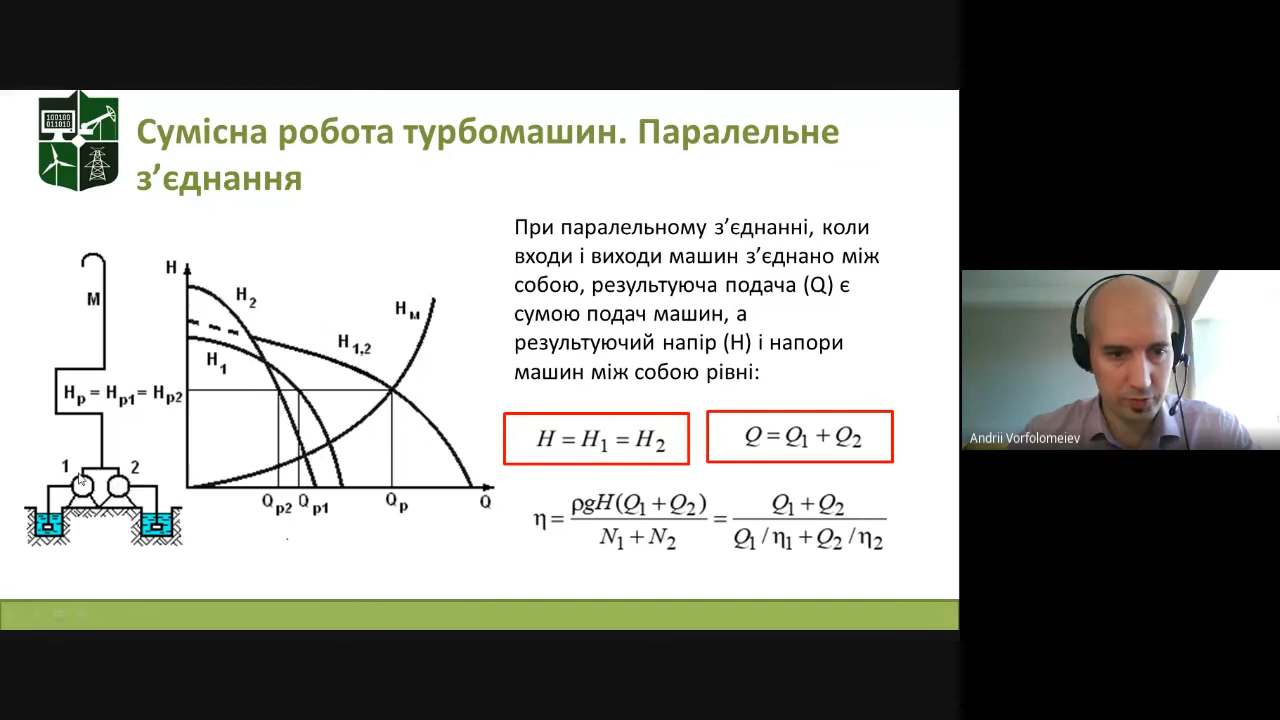 100100
011010
Сумісна робота турбомашин. Паралельне
з’єднання
При паралельному з’єднанні, коли
входи і виходи машин з’єднано між
собою, результуюча подача (Q) є
сумою подач машин, а
результуючий напір (Н) і напори
машин між собою рівні:
H = H₁ = H₂
Q = Q₁ + Q₂
η = ρgH(Q₁ + Q₂) / N₁ + N₂ = Q₁ + Q₂ / Q₁ / η₁ + Q₂ / η₂
M
H
H₂
Hм
H₁,₂
H₁
Hp = Hp1 = Hp2
1
2
Qp2
Qp1
Qp
Q
Andrii Vorfolomeiev